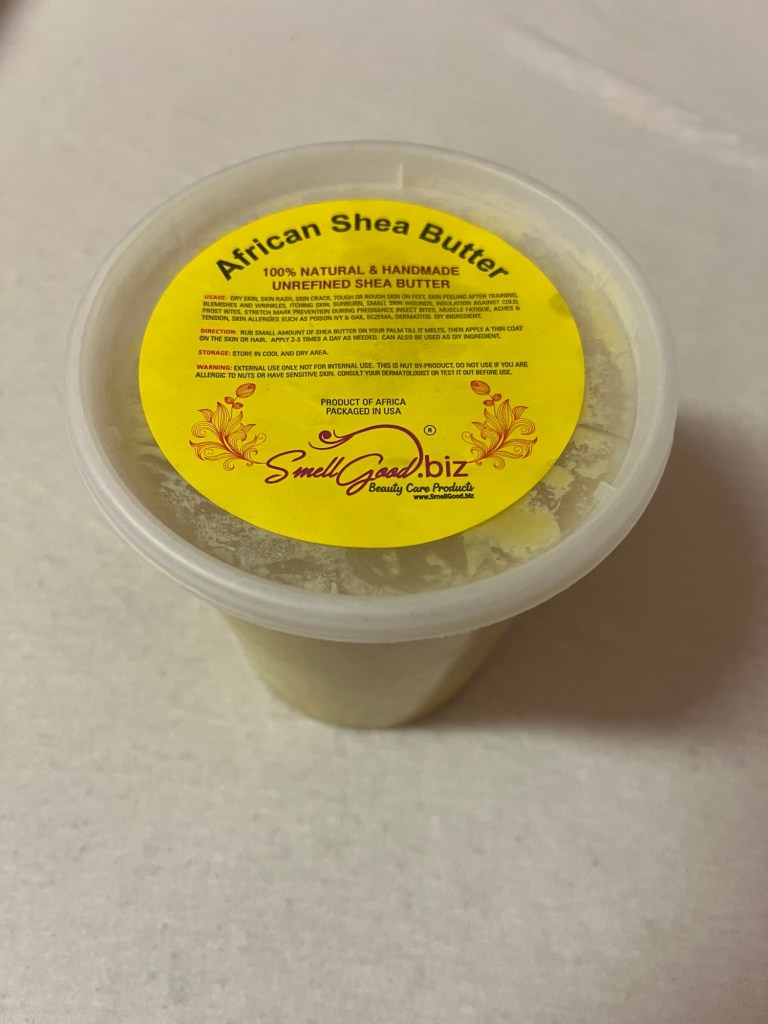 African Shea Butter
100% NATURAL & HANDMADE
UNREFINED SHEA BUTTER
USAGE: DRY SKIN, SKIN RASH, SKIN CRACK, TOUGH OR ROUGH SKIN ON FEET, SKIN PEELING AFTER TRAINING,
BLEMISHES AND WRINKLES, ITCHING SKIN. SUNBURN, SMALL SKIN WOUNDS, INSULATION AGAINST COLD,
FROST BITES, STRETCH MARK PREVENTION DURING PREGNANCY, INSECT BITES, MUSCLE FATIGUE, ACHES &
TENSION, SKIN ALLERGIES SUCH AS POISON IVY & OAK, ECZEMA, DERMATITIS. DIY INGREDIENT.
DIRECTION: RUB SMALL AMOUNT OF SHEA BUTTER ON YOUR PALM TILL IT MELTS, THEN APPLY A THIN COAT
ON THE SKIN OR HAIR. APPLY 2-3 TIMES A DAY AS NEEDED. CAN ALSO BE USED AS DIY INGREDIENT.
STORAGE: STORE IN COOL AND DRY AREA.
WARNING: EXTERNAL USE ONLY, NOT FOR INTERNAL USE. THIS IS NUT BY-PRODUCT, DO NOT USE IF YOU ARE
ALLERGIC TO NUTS OR HAVE SENSITIVE SKIN. CONSULT YOUR DERMATOLOGIST OR TEST IT OUT BEFORE USE.
PRODUCT OF AFRICA
PACKAGED IN USA
SmellGood.biz ®
Beauty Care Products
www.SmellGood.biz